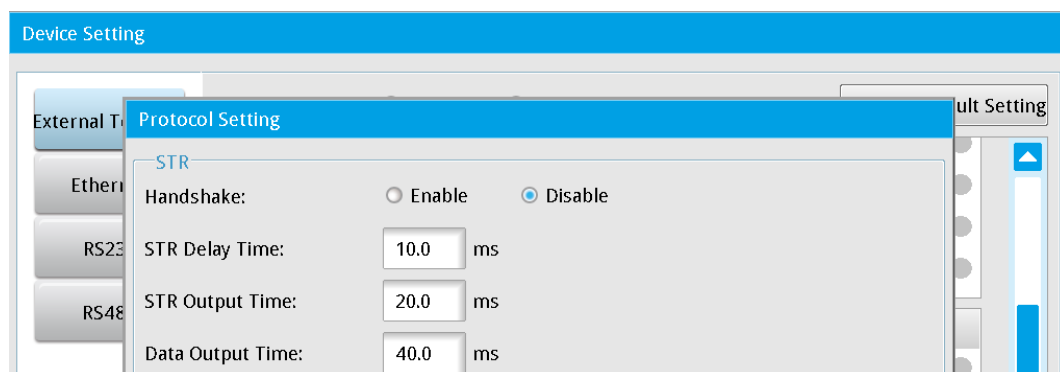 Device Setting
ult Setting
External T
Protocol Setting
STR
Handshake: Enable Disable
Ethern
STR Delay Time: 10.0 ms
RS23
STR Output Time: 20.0 ms
RS48
Data Output Time: 40.0 ms